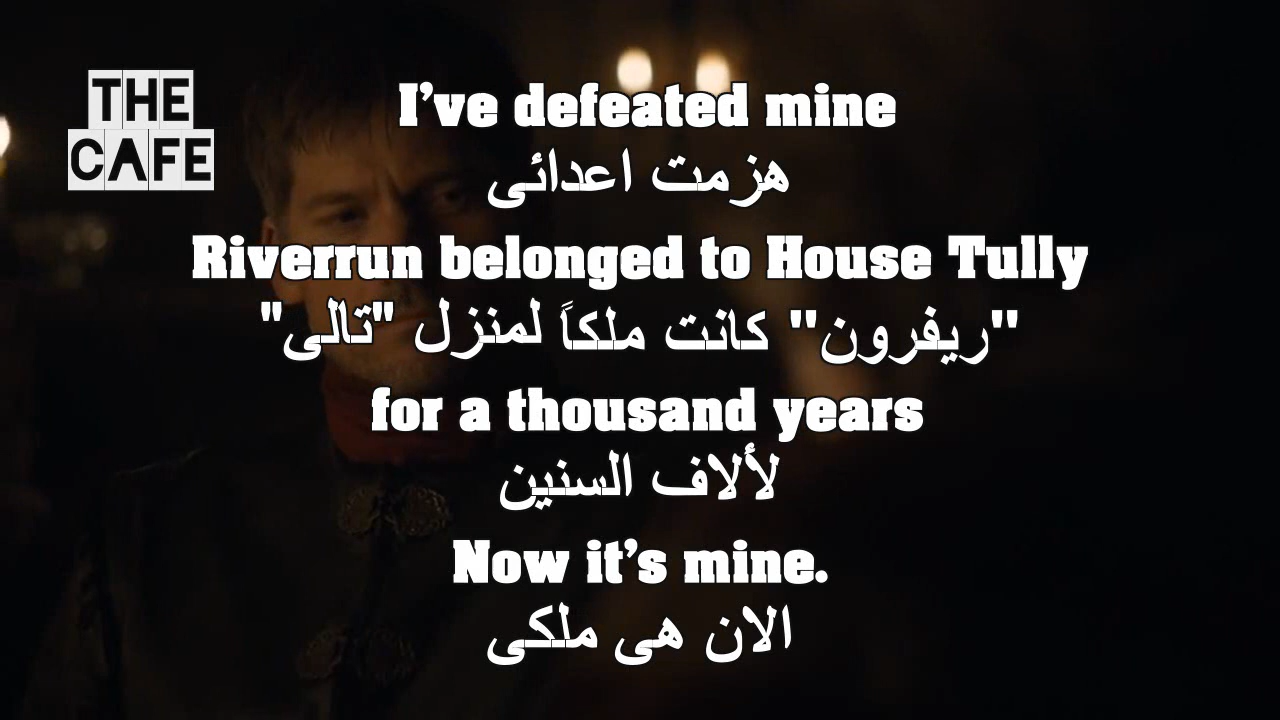 THE
CAFE
I've defeated mine
هزمت اعدائى
Riverrun belonged to House Tully
"ريفرون" كانت ملكاً لمنزل "تالى"
for a thousand years
لألاف السنين
Now it's mine.
الان هى ملكى